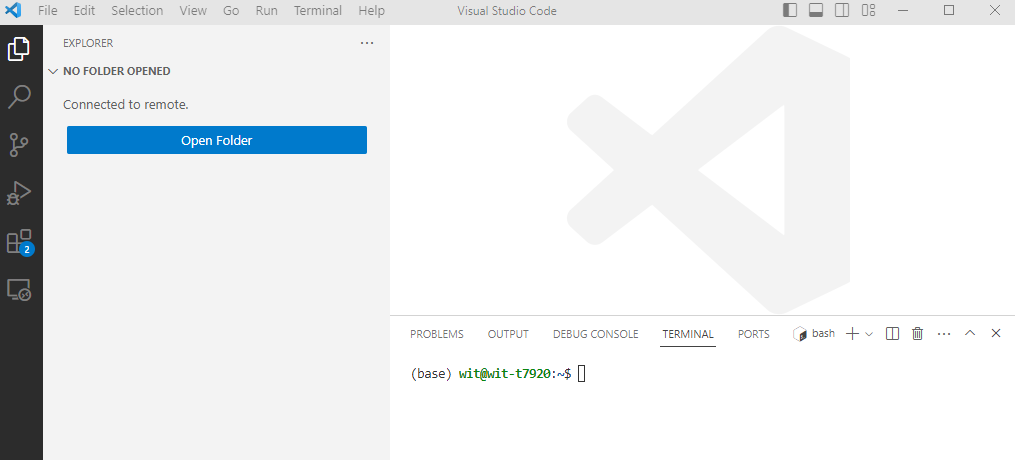 File Edit Selection View Go Run Terminal Help Visual Studio Code
EXPLORER
NO FOLDER OPENED
Connected to remote.
Open Folder
2
PROBLEMS OUTPUT DEBUG CONSOLE TERMINAL PORTS bash
(base) wit@wit-t7920:~$